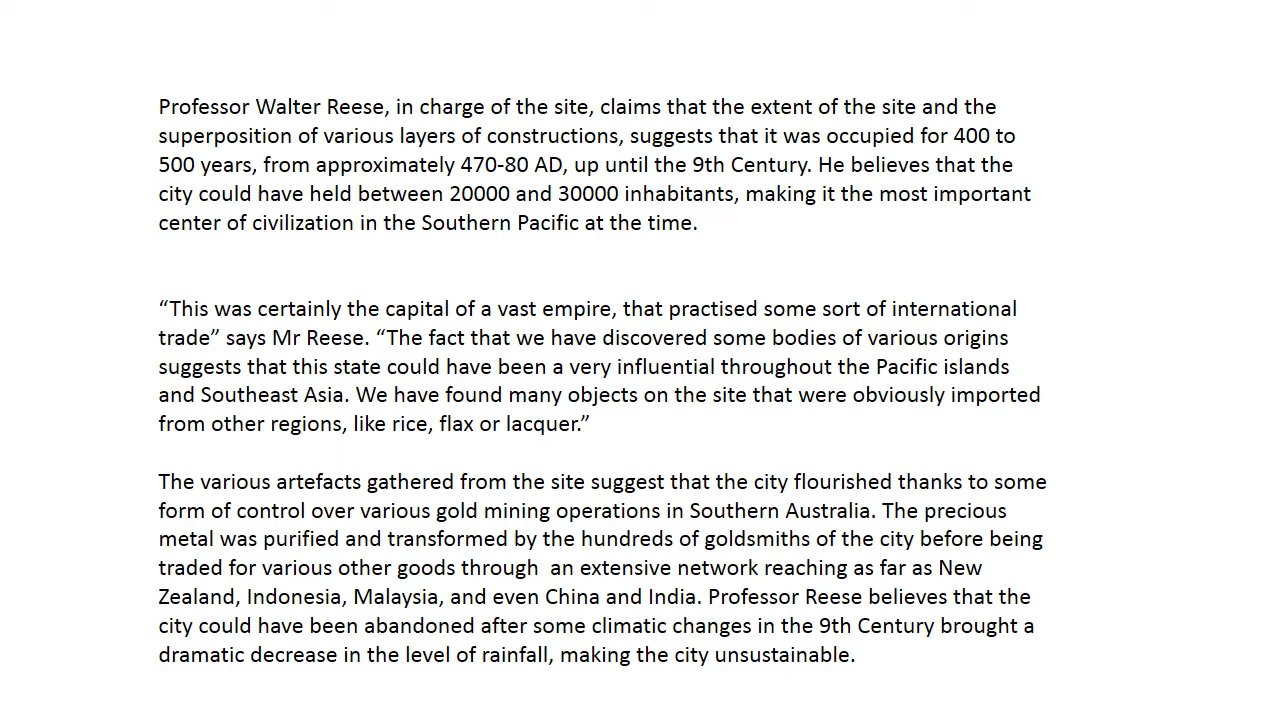 Professor Walter Reese, in charge of the site, claims that the extent of the site and the
superposition of various layers of constructions, suggests that it was occupied for 400 to
500 years, from approximately 470-80 AD, up until the 9th Century. He believes that the
city could have held between 20000 and 30000 inhabitants, making it the most important
center of civilization in the Southern Pacific at the time.
“This was certainly the capital of a vast empire, that practised some sort of international
trade” says Mr Reese. “The fact that we have discovered some bodies of various origins
suggests that this state could have been a very influential throughout the Pacific islands
and Southeast Asia. We have found many objects on the site that were obviously imported
from other regions, like rice, flax or lacquer.”
The various artefacts gathered from the site suggest that the city flourished thanks to some
form of control over various gold mining operations in Southern Australia. The precious
metal was purified and transformed by the hundreds of goldsmiths of the city before being
traded for various other goods through  an extensive network reaching as far as New
Zealand, Indonesia, Malaysia, and even China and India. Professor Reese believes that the
city could have been abandoned after some climatic changes in the 9th Century brought a
dramatic decrease in the level of rainfall, making the city unsustainable.